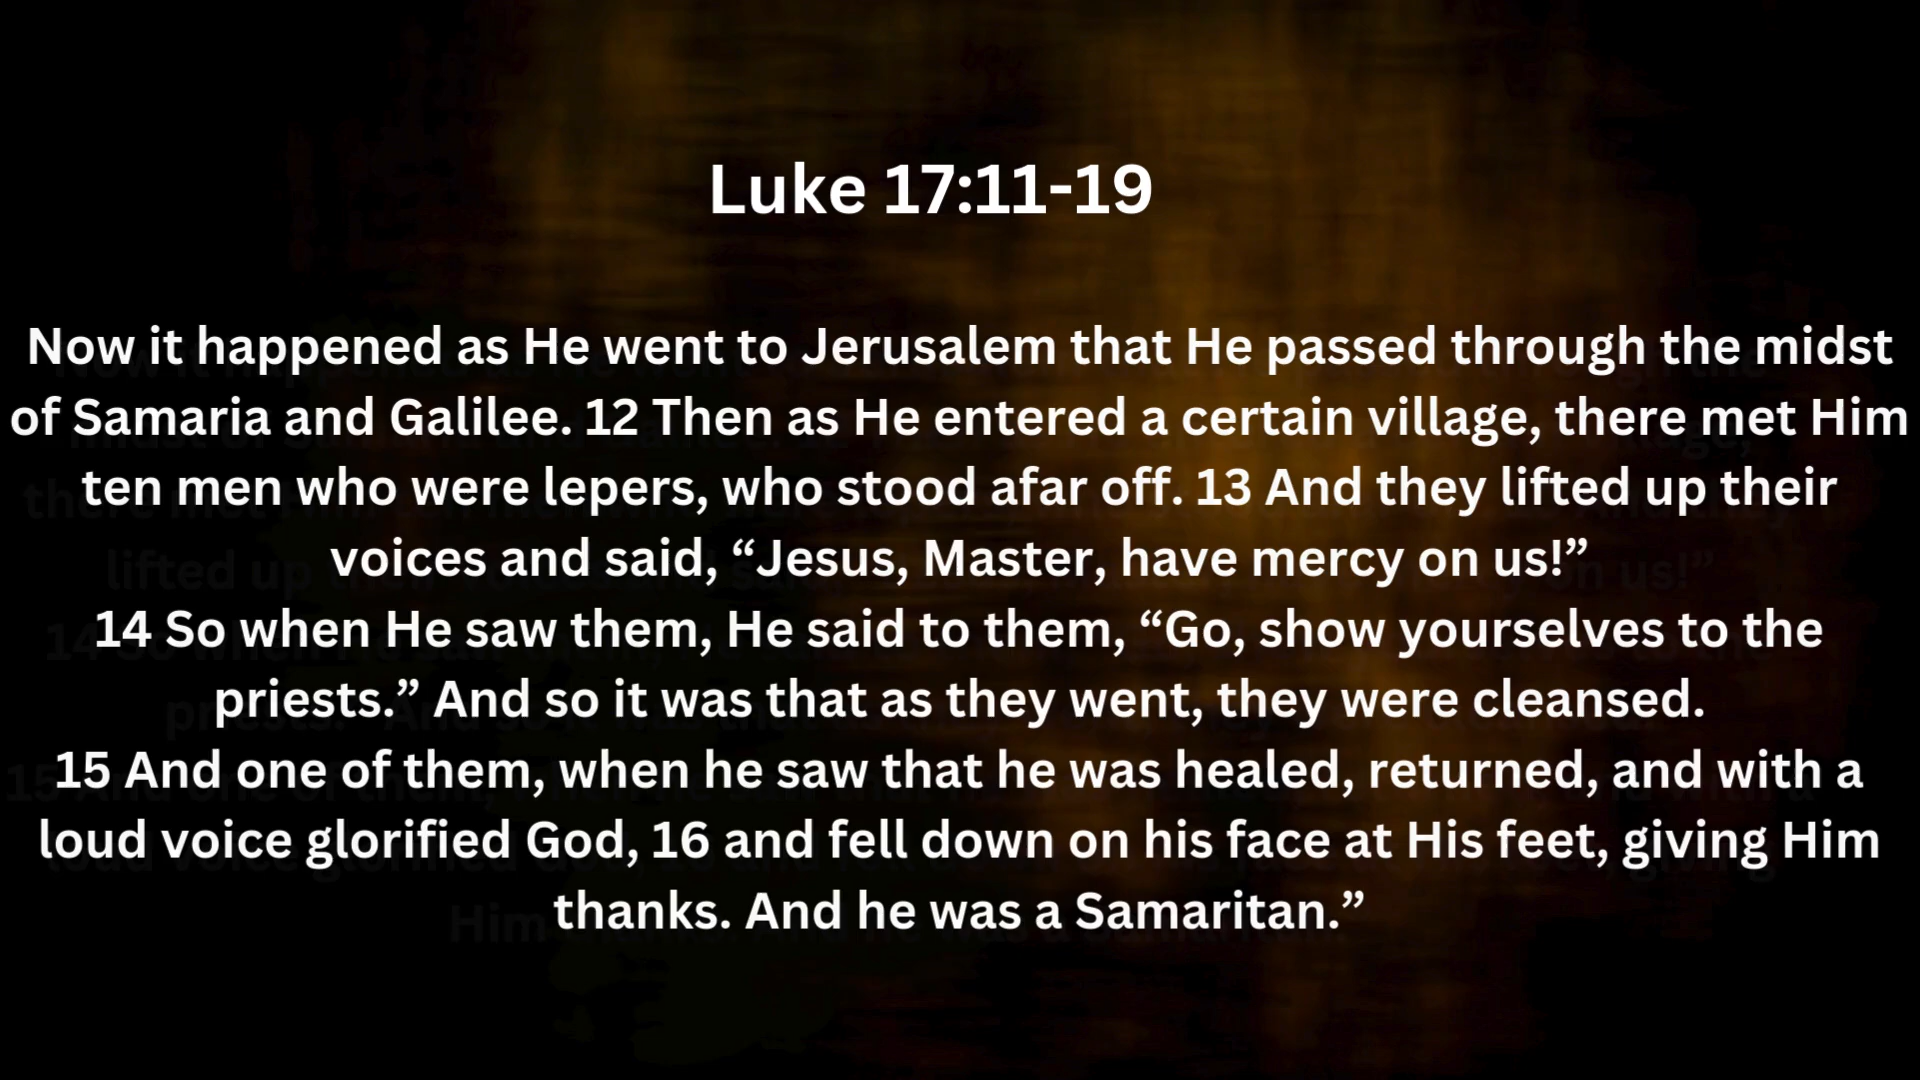 Luke 17:11-19
Now it happened as He went to Jerusalem that He passed through the midst
of Samaria and Galilee. 12 Then as He entered a certain village, there met Him
ten men who were lepers, who stood afar off. 13 And they lifted up their
voices and said, “Jesus, Master, have mercy on us!”
14 So when He saw them, He said to them, “Go, show yourselves to the
priests.” And so it was that as they went, they were cleansed.
15 And one of them, when he saw that he was healed, returned, and with a
loud voice glorified God, 16 and fell down on his face at His feet, giving Him
thanks. And he was a Samaritan.”